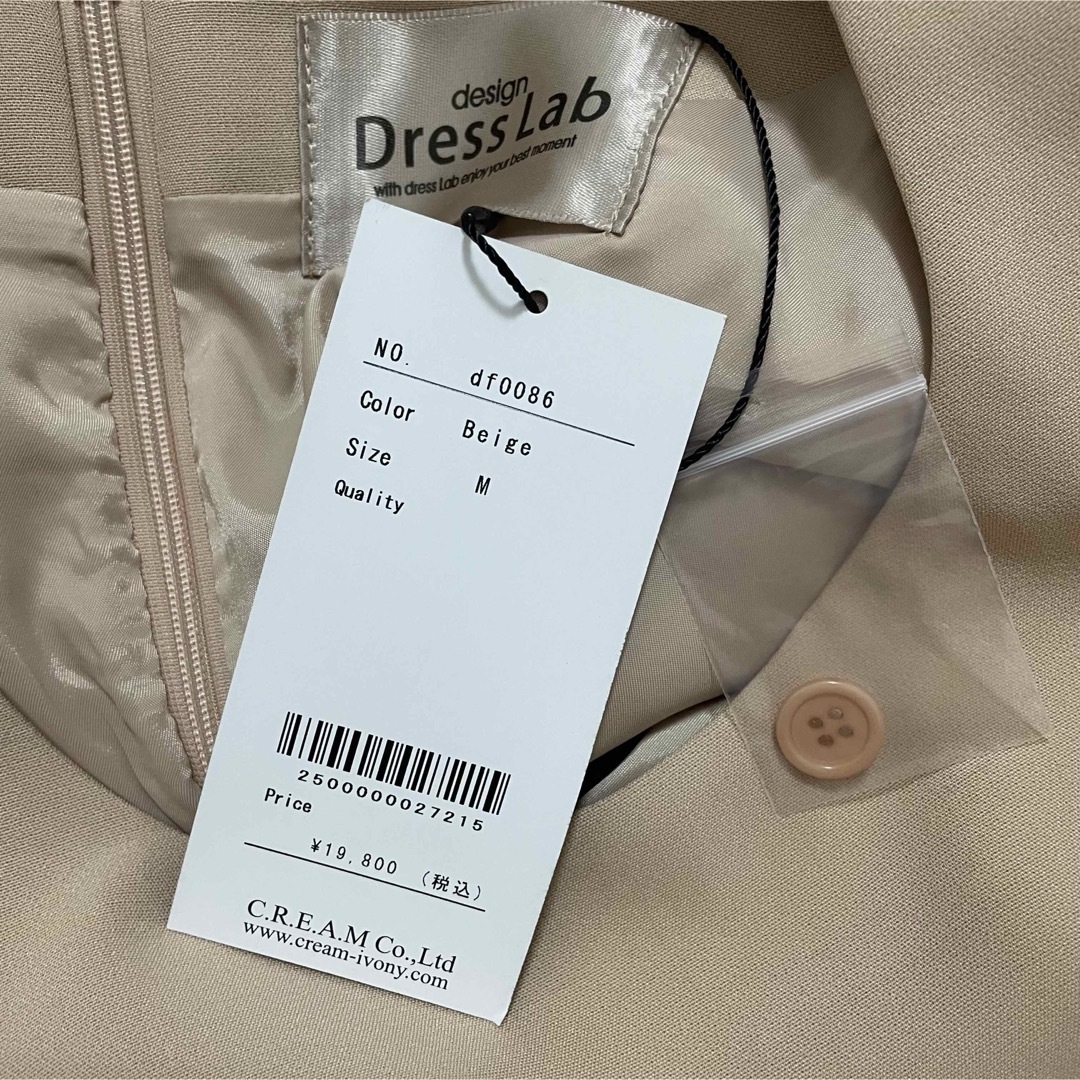 design
Dress Lab
with dress Lab enjoy your best moment
NO. df0086
Color Beige
Size M
Quality
2500000027215
Price
¥19,800 (税込)
C.R.E.A.M Co.,Ltd
www.cream-ivony.com